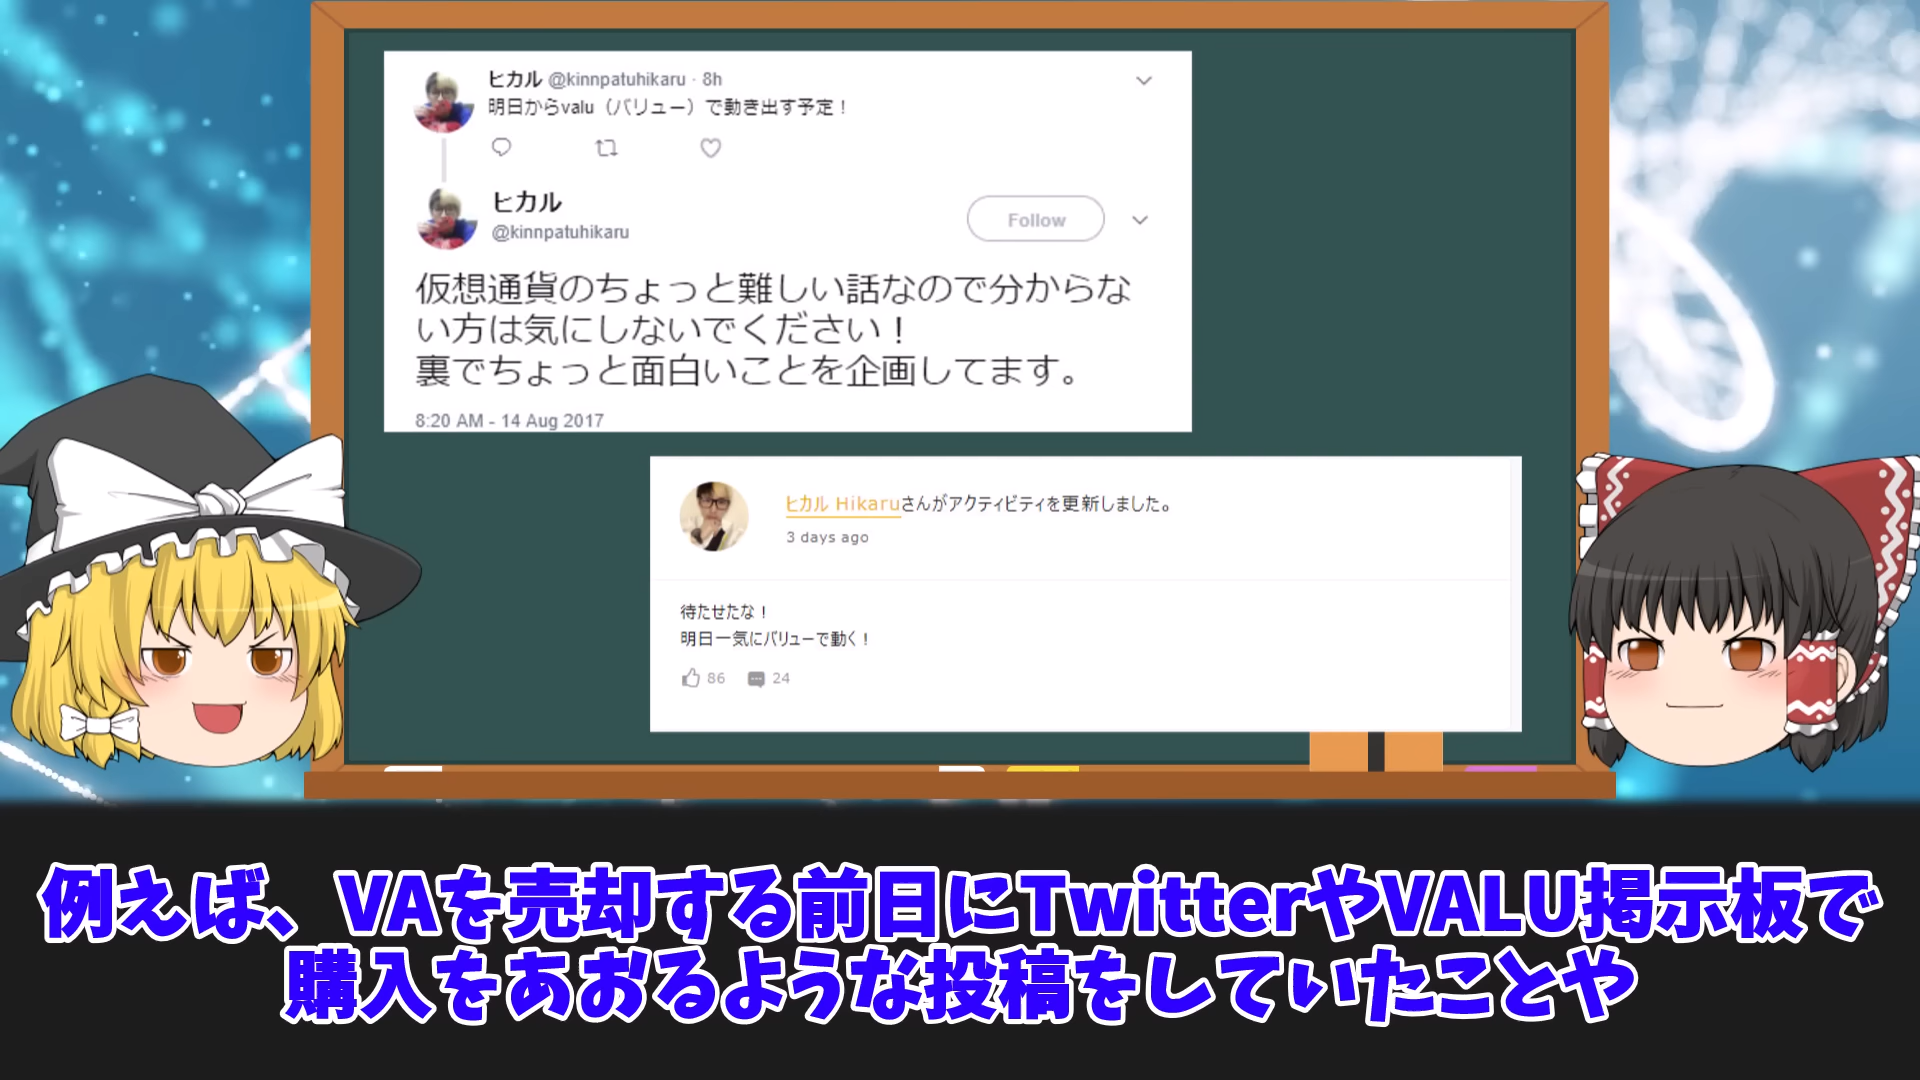 ヒカル @kinnpatuhikaru · 8h
明日からvalu（バリュー）で動き出す予定！
ヒカル
@kinnpatuhikaru
Follow
仮想通貨のちょっと難しい話なので分からな
い方は気にしないでください！
裏でちょっと面白いことを企画してます。
8:20 AM - 14 Aug 2017
ヒカル Hikaruさんがアクティビティを更新しました。
3 days ago
待たせたな！
明日一気にバリューで動く！
86 24
例えば、VAを売却する前日にTwitterやVALU掲示板で
購入をあおるような投稿をしていたことや